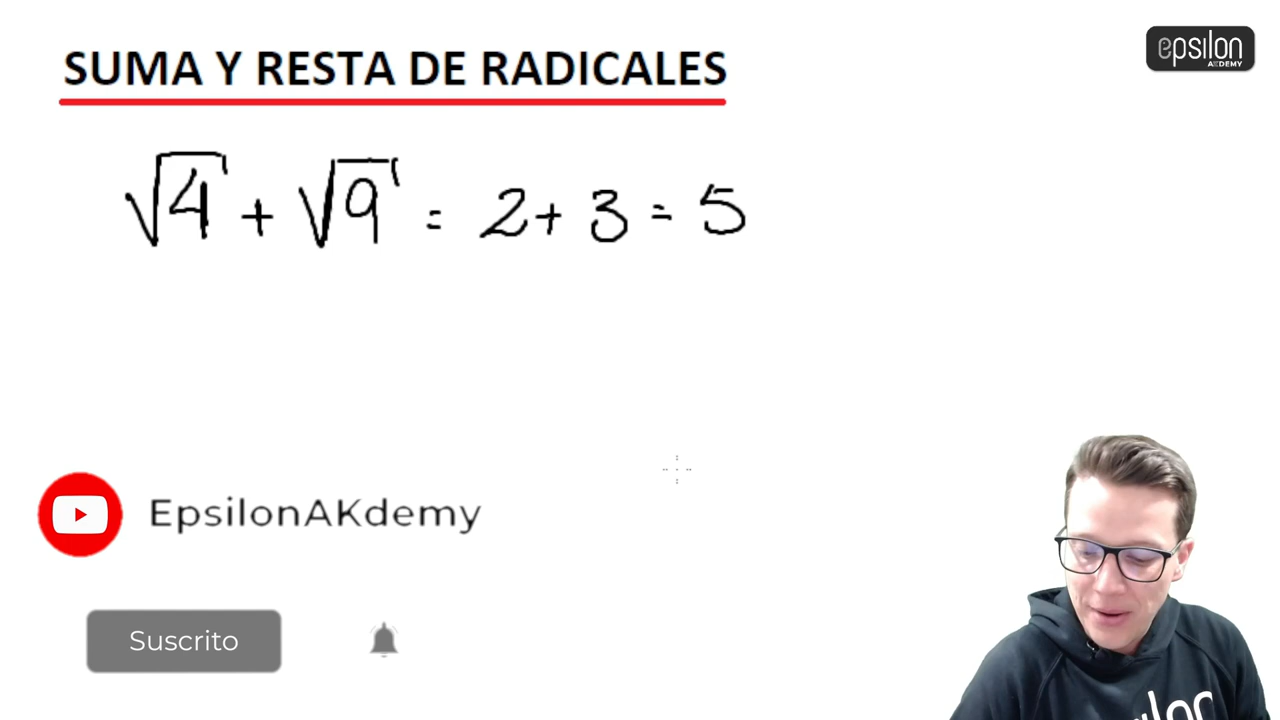 SUMA Y RESTA DE RADICALES
epsilon
AKDEMY
√4 + √9 = 2 + 3 = 5
EpsilonAKdemy
Suscrito